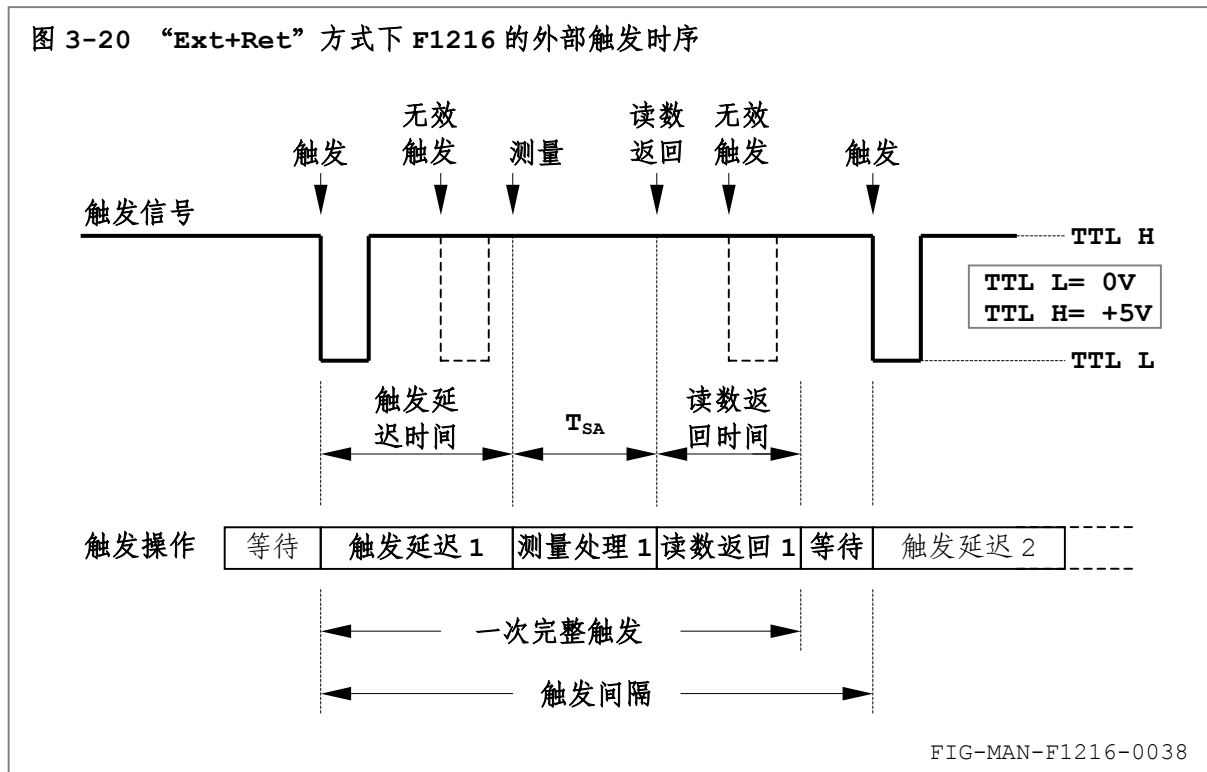 图 3-20 “Ext+Ret”方式下 F1216 的外部触发时序
无效
触发
读数
返回
无效
触发
触发
测量
触发
触发信号
TTL H
TTL L= 0V
TTL H= +5V
TTL L
触发延
迟时间
TSA
读数返
回时间
触发操作
等待
触发延迟 1
测量处理 1
读数返回 1
等待
触发延迟 2
一次完整触发
触发间隔
FIG-MAN-F1216-0038